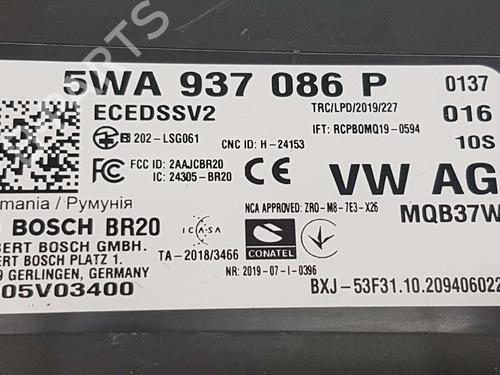 5WA 937 086 P
0137
ECEDSSV2
TRC/LPD/2019/227
016
202-LSG061
IFT: RCPBOMQ19-0594
CNC ID: H-24153
10S
FCC ID: 2AAJCBR20
IC: 24305-BR20
CE
VW AG
mania / Румунія
NCA APPROVED: ZRO-M8-7E3-X26
MQB37W
BOSCH BR20
ICASA
BERT BOSCH GMBH.
ERT BOSCH PLATZ 1.
TA-2018/3466
CONATEL
9 GERLINGEN, GERMANY
NR: 2019-07-I-0396
05V03400
BXJ-53F31.10.209406022